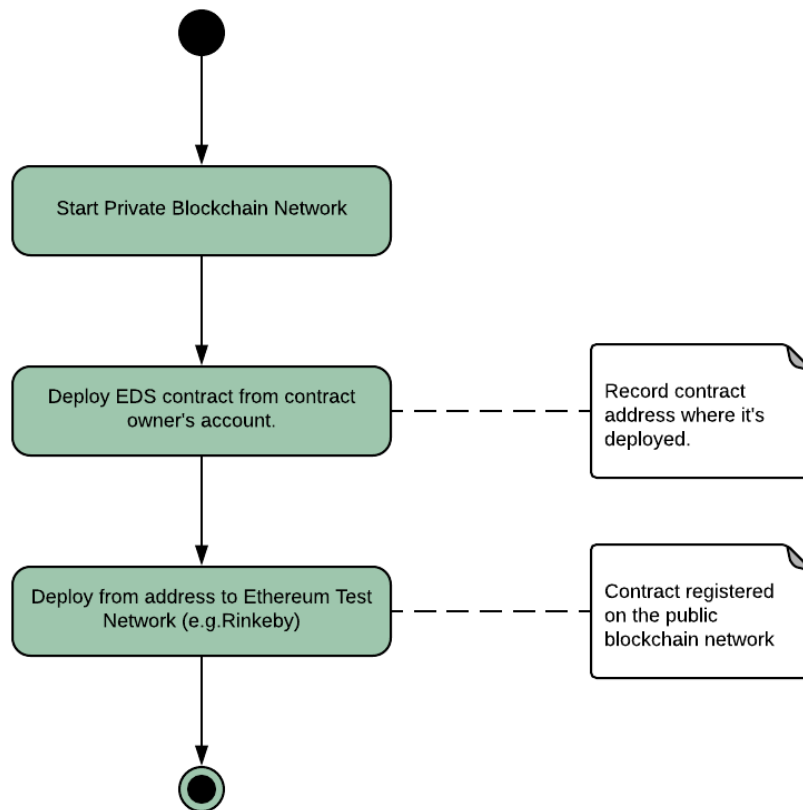 Start Private Blockchain Network
Deploy EDS contract from contract
owner's account.
Record contract
address where it's
deployed.
Deploy from address to Ethereum Test
Network (e.g.Rinkeby)
Contract registered
on the public
blockchain network